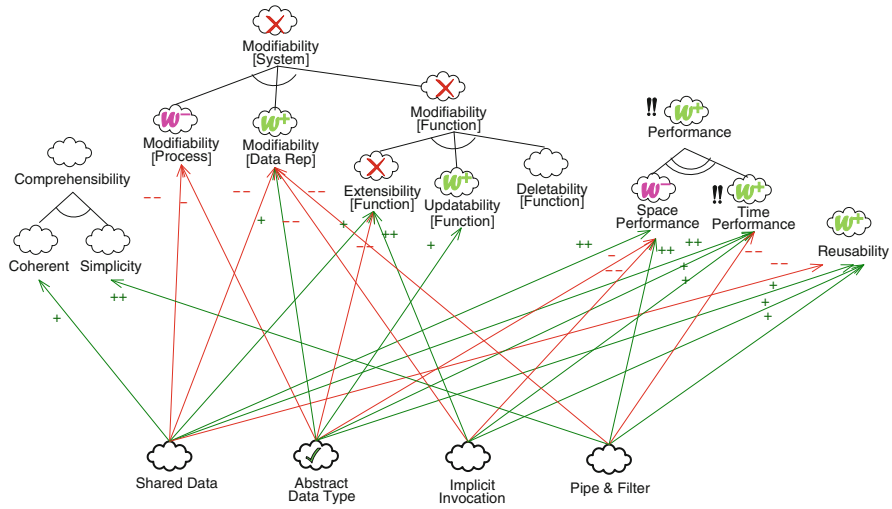 Modifiability
[System]
Modifiability
[Function]
!!
w+
Performance
w-
Modifiability
[Process]
w+
Modifiability
[Data Rep]
Comprehensibility
Extensibility
[Function]
w+
Updatability
[Function]
Deletability
[Function]
w-
Space
Performance
!!
w+
Time
Performance
w+
Reusability
Coherent
Simplicity
-- - -- + -- -- + -- ++ + ++ - -- ++ ++ + + -- -- + + +
+ ++
Shared Data
Abstract
Data Type
Implicit
Invocation
Pipe & Filter